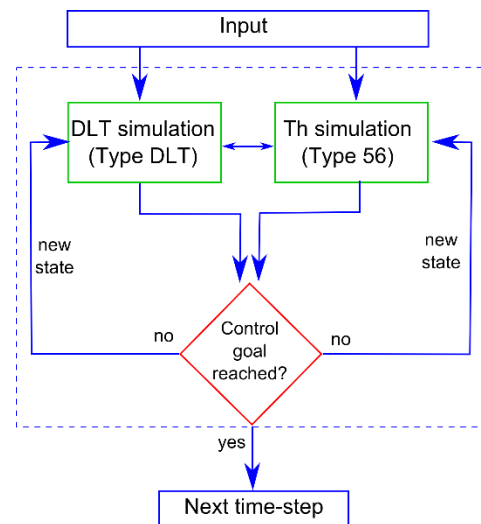 Input
DLT simulation
(Type DLT)
Th simulation
(Type 56)
new
state
new
state
no
Control
goal
reached?
no
yes
Next time-step